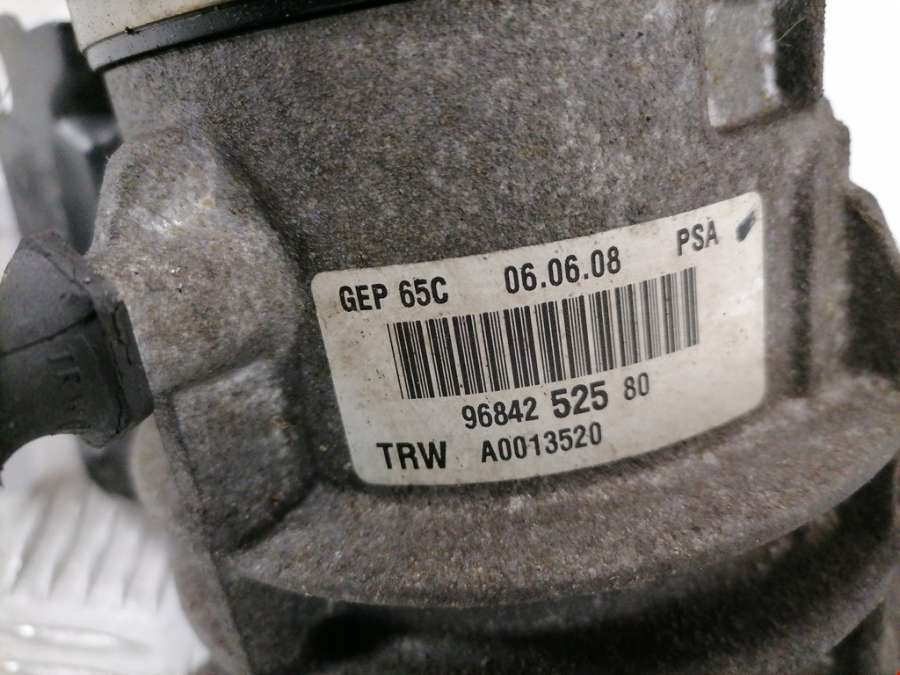 GEP 65C 06.06.08 PSA
96842 525 80
TRW A0013520